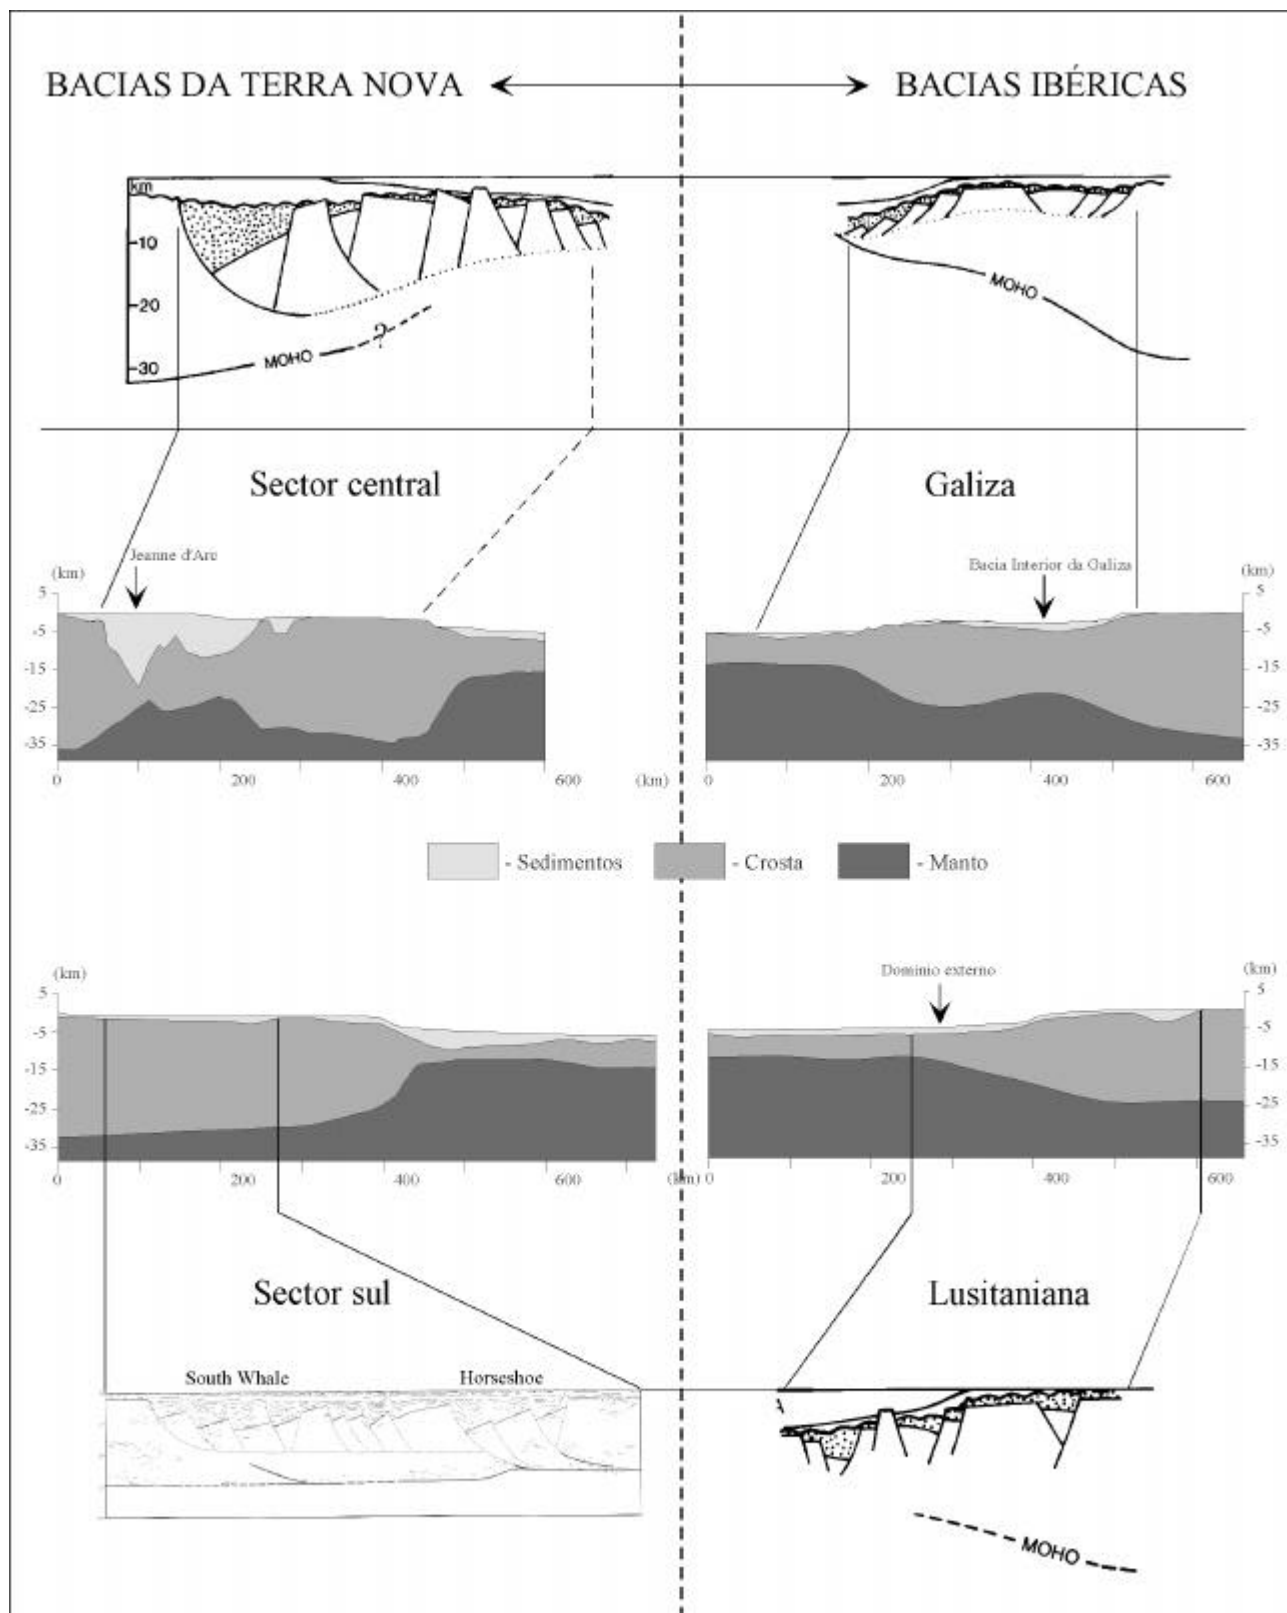 BACIAS DA TERRA NOVA
BACIAS IBÉRICAS
km
10
20
30
MOHO
?
MOHO
Sector central
Galiza
Jeanne d'Arc
Bacia Interior da Galiza
(km)
5
-5
-15
-25
-35
0
200
400
600
(km)
0
200
400
600
(km)
5
-5
-15
-25
-35
- Sedimentos
- Crosta
- Manto
Dominio externo
(km)
5
-5
-15
-25
-35
0
200
400
600
(km)
200
400
600
(km)
5
-5
-15
-25
-35
Sector sul
Lusitaniana
South Whale
Horseshoe
MOHO